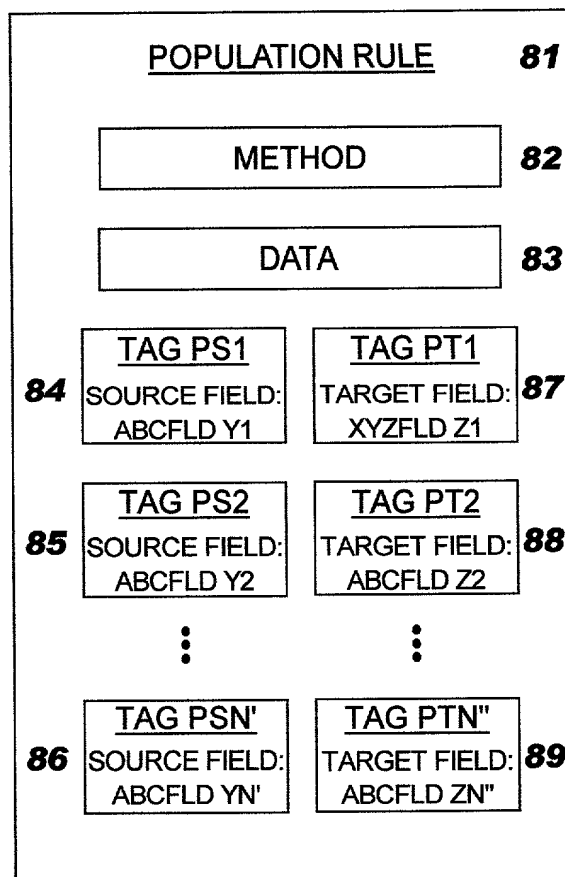 POPULATION RULE 81
METHOD 82
DATA 83
84 TAG PS1
SOURCE FIELD:
ABCFLD Y1
TAG PT1 87
TARGET FIELD:
XYZFLD Z1
85 TAG PS2
SOURCE FIELD:
ABCFLD Y2
TAG PT2 88
TARGET FIELD:
ABCFLD Z2
86 TAG PSN'
SOURCE FIELD:
ABCFLD YN'
TAG PTN" 89
TARGET FIELD:
ABCFLD ZN"